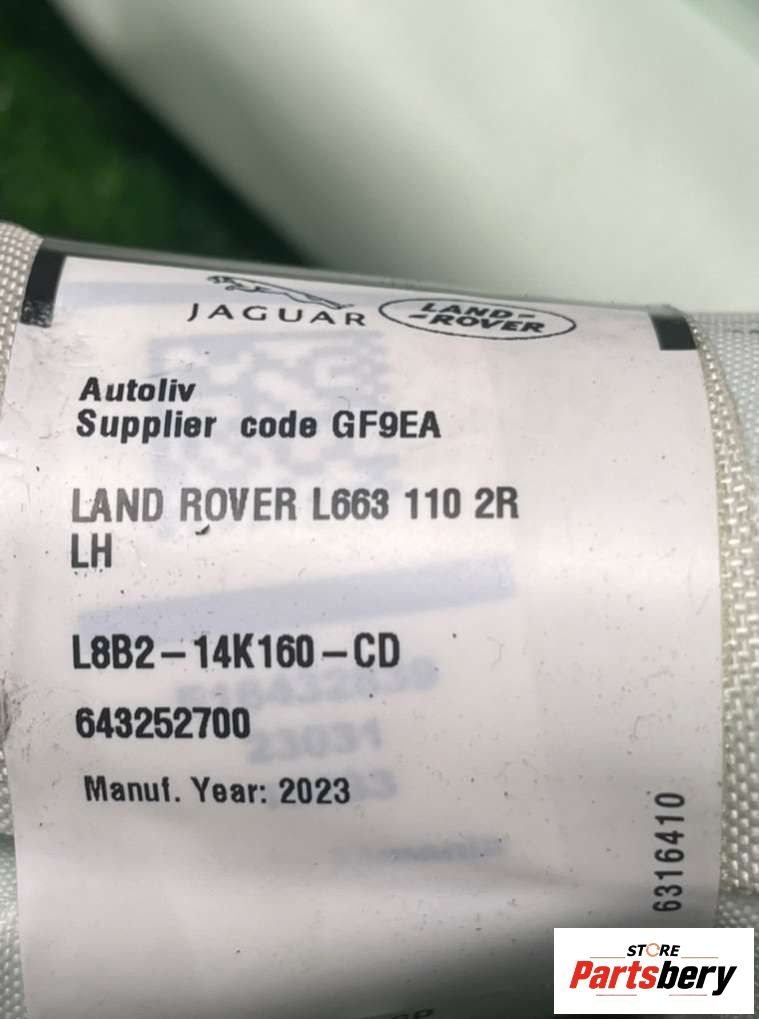 JAGUAR
LAND-
-ROVER
Autoliv
Supplier code GF9EA
LAND ROVER L663 110 2R
LH
L8B2-14K160-CD
643252700
23031
Manuf. Year: 2023
6316410
STORE
Partsbery